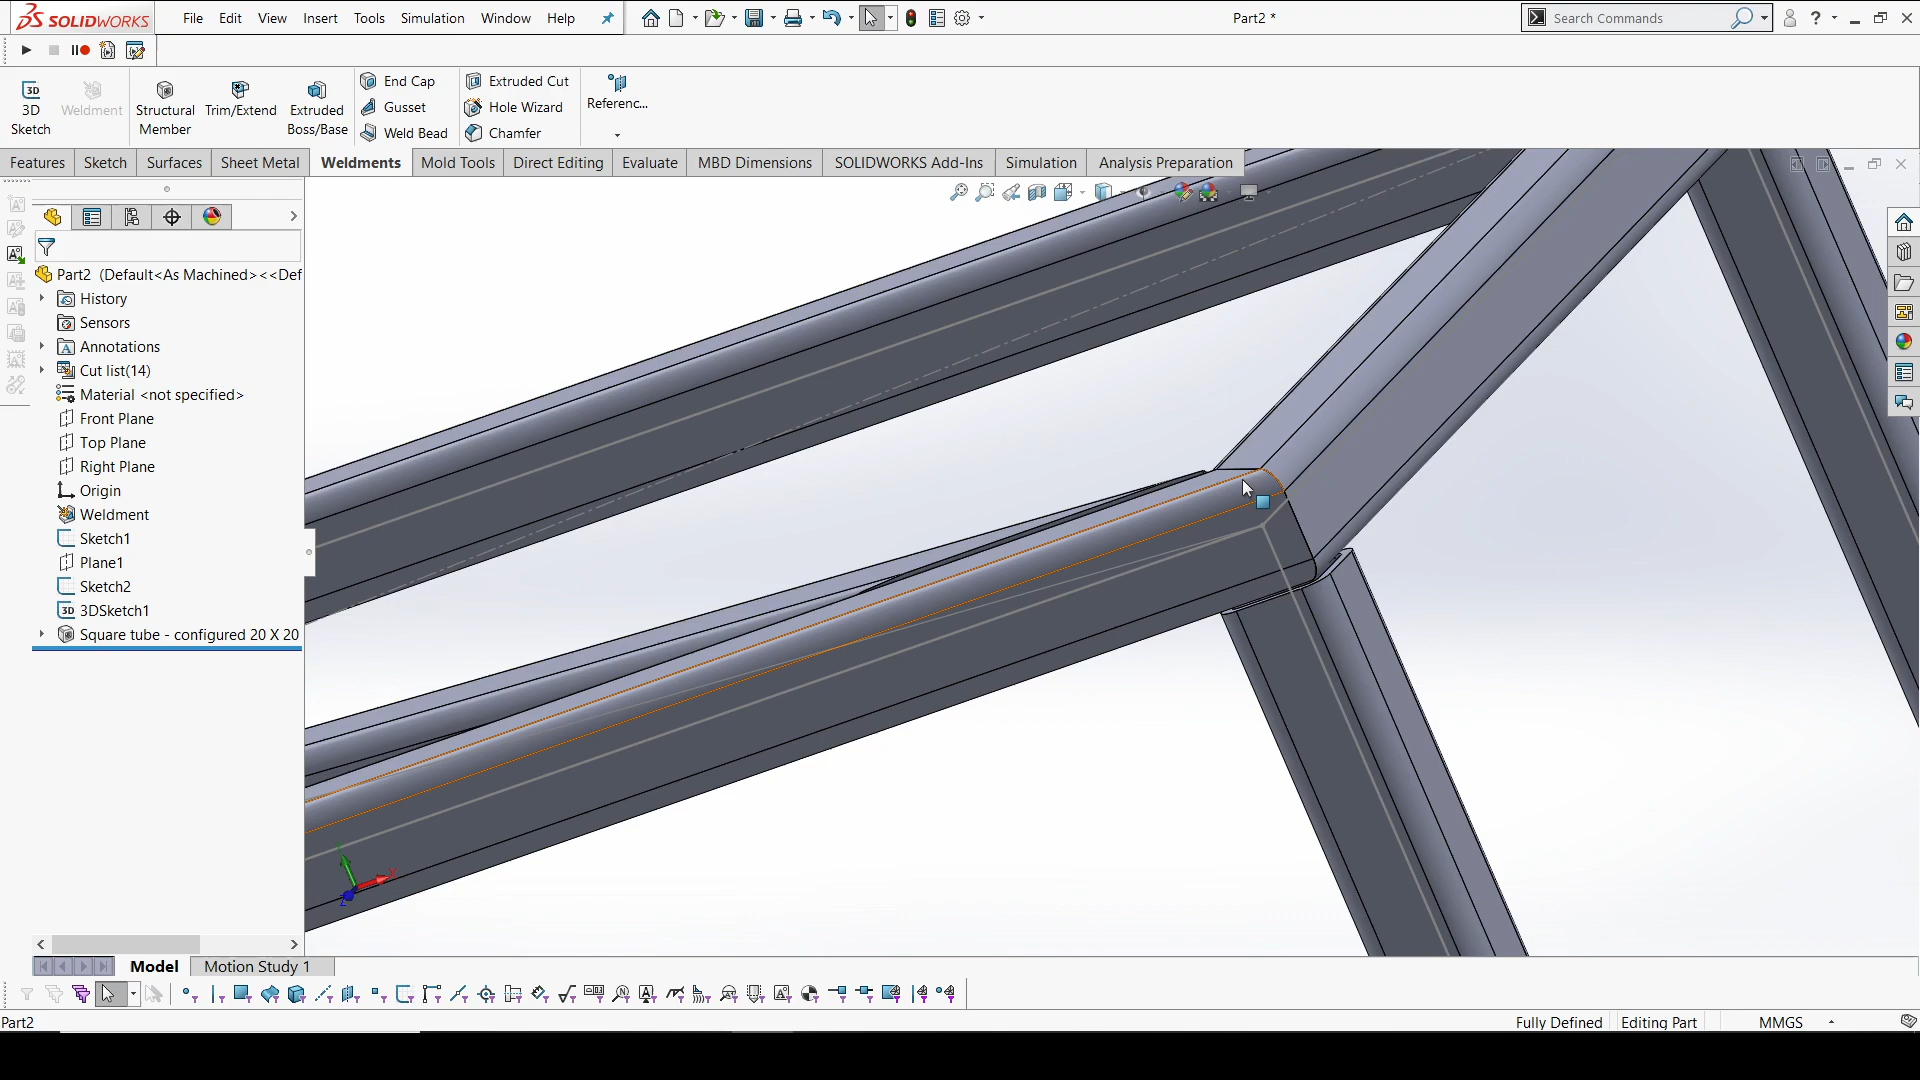 SOLIDWORKS
File Edit View Insert Tools Simulation Window Help
Part2 *
Search Commands
3D
Sketch
Weldment
Structural
Member
Trim/Extend
Extruded
Boss/Base
End Cap
Gusset
Weld Bead
Extruded Cut
Hole Wizard
Chamfer
Referenc...
Features Sketch Surfaces Sheet Metal Weldments Mold Tools Direct Editing Evaluate MBD Dimensions SOLIDWORKS Add-Ins Simulation Analysis Preparation
Part2 (Default<As Machined><<Def
History
Sensors
Annotations
Cut list(14)
Material <not specified>
Front Plane
Top Plane
Right Plane
Origin
Weldment
Sketch1
Plane1
Sketch2
3D 3DSketch1
Square tube - configured 20 X 20
Model Motion Study 1
Part2
Fully Defined Editing Part MMGS